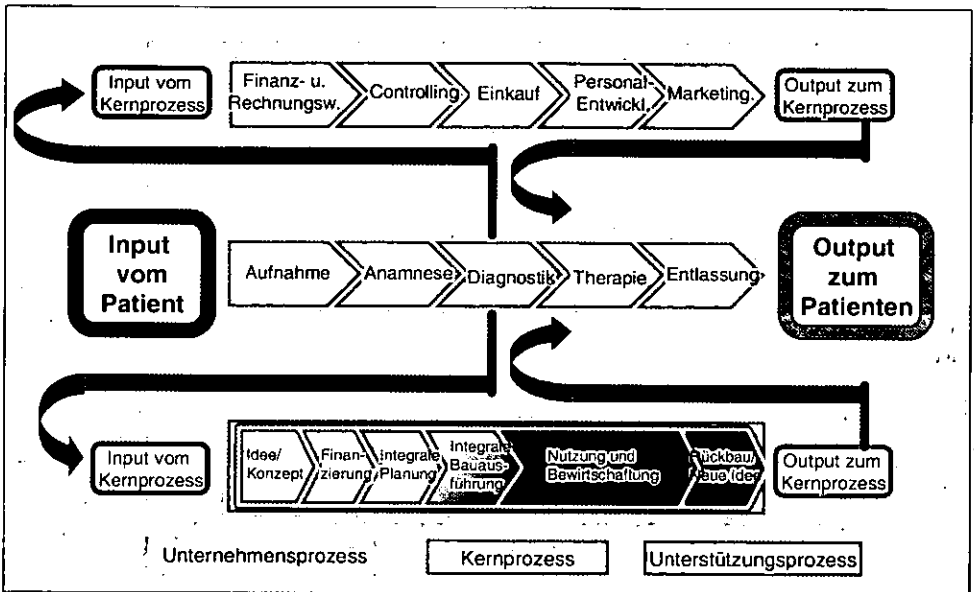 Input vom
Kernprozess
Finanz- u.
Rechnungsw.
Controlling
Einkauf
Personal-
Entwickl.
Marketing.
Output zum
Kernprozess
Input
vom
Patient
Aufnahme
Anamnese
Diagnostik
Therapie
Entlassung
Output
zum
Patienten
Input vom
Kernprozess
Idee/
Konzept
Finan-
zierung
Integrale
Planung
Integrale
Bauaus-
führung
Nutzung und
Bewirtschaftung
Rückbau/
Neue Idee
Output zum
Kernprozess
Unternehmensprozess
Kernprozess
Unterstützungsprozess